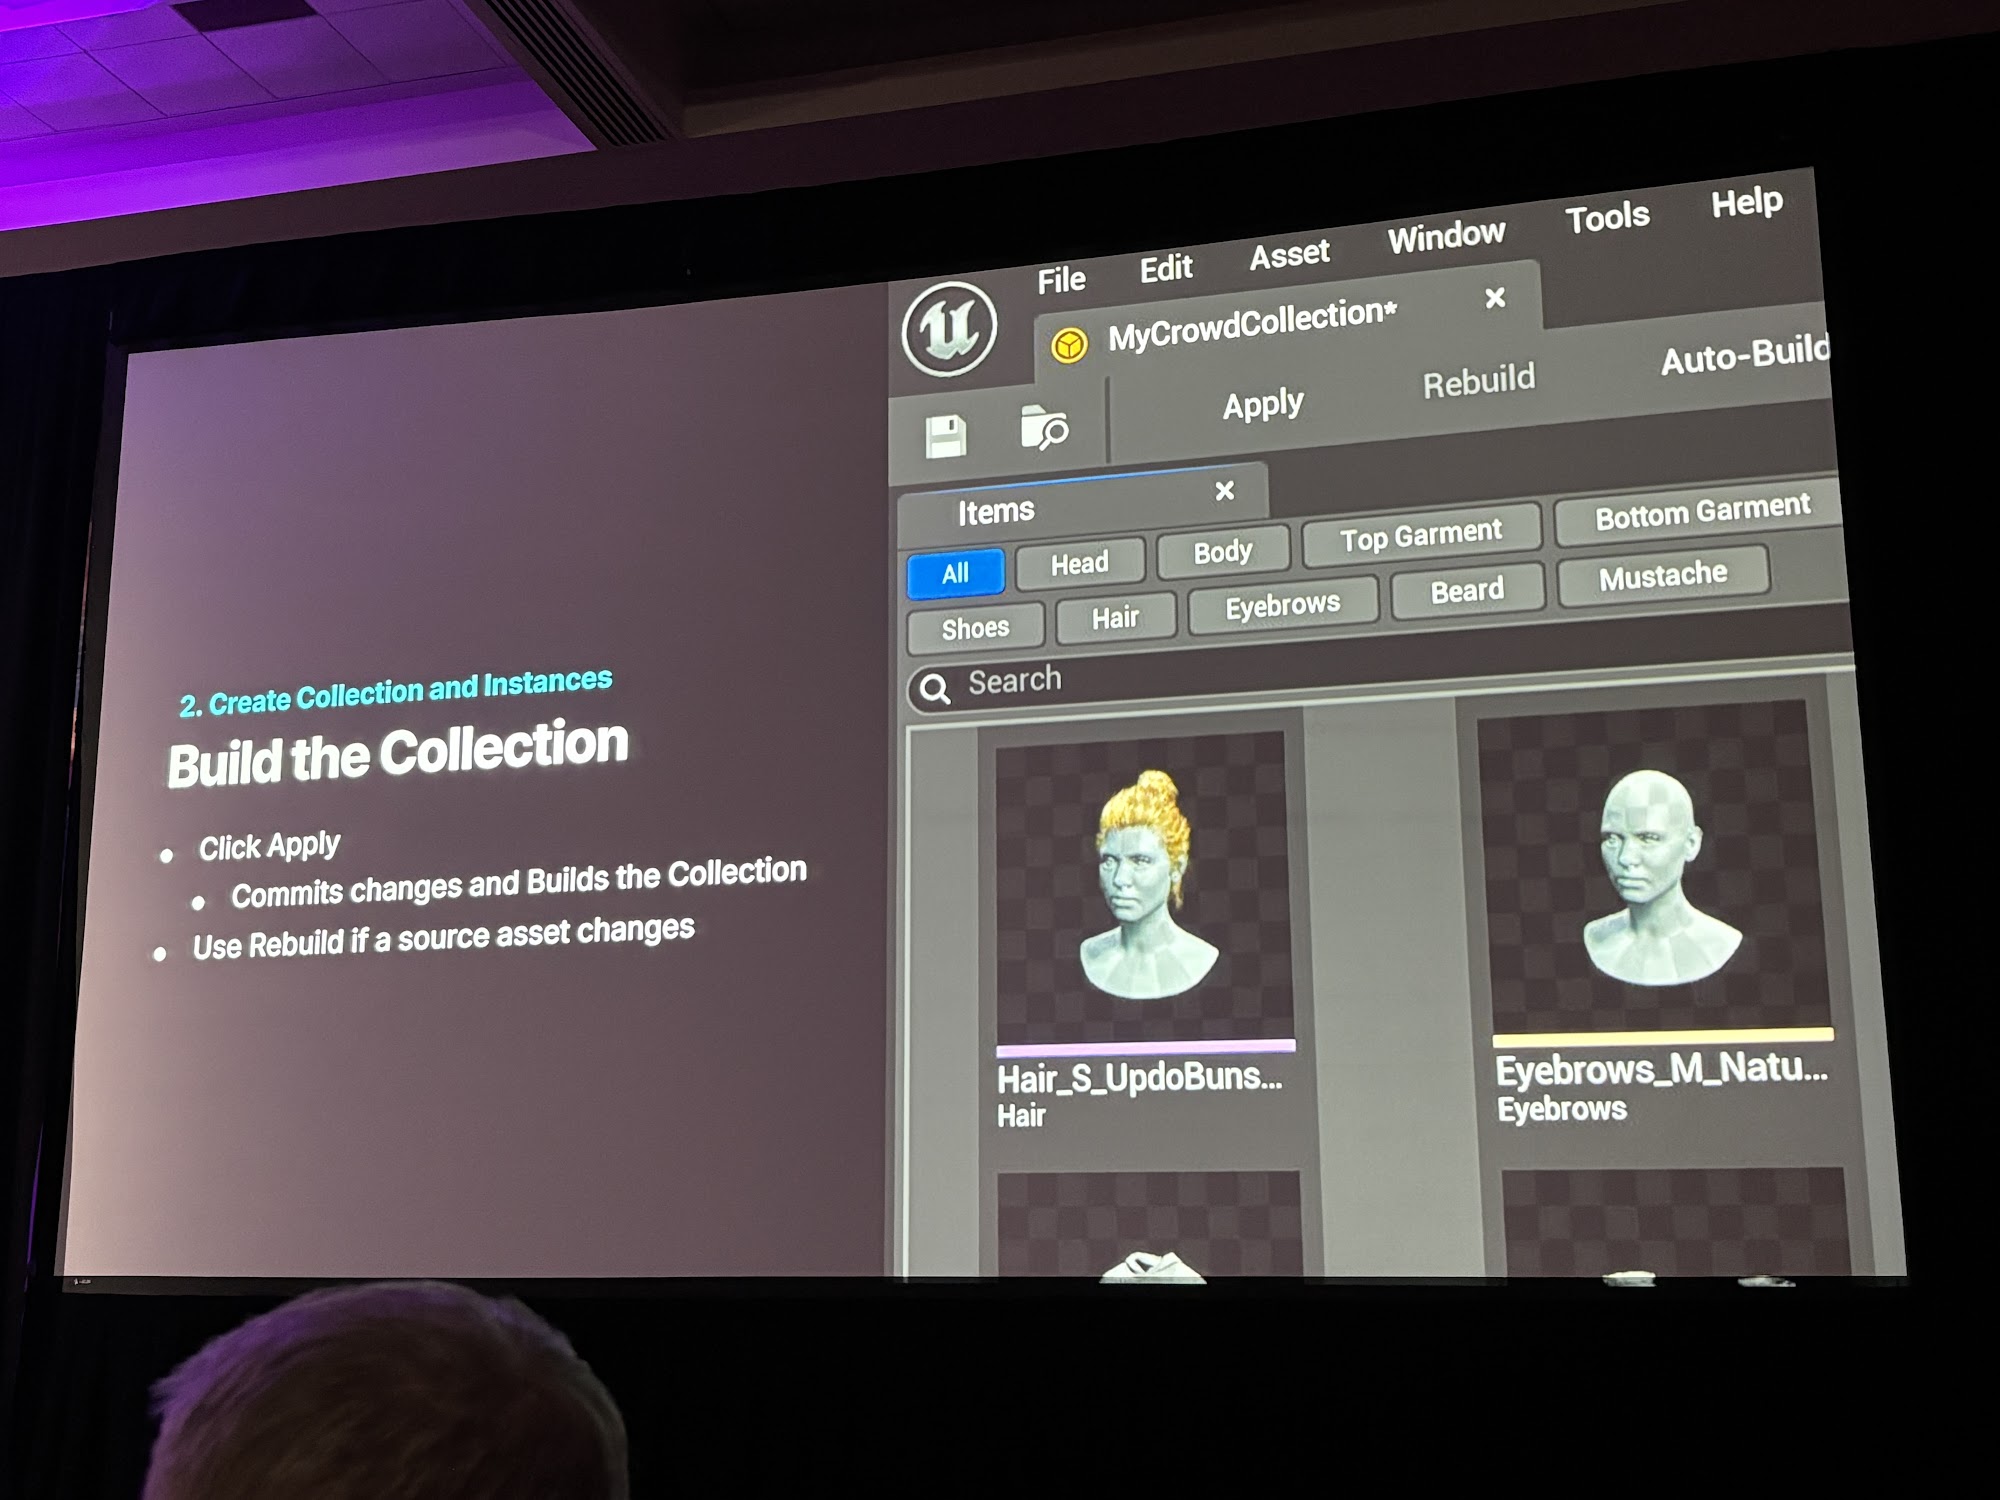 2. Create Collection and Instances
Build the Collection
Click Apply
Commits changes and Builds the Collection
Use Rebuild if a source asset changes
File Edit Asset Window Tools Help
MyCrowdCollection*
Apply Rebuild Auto-Build
Items
All Head Body Top Garment Bottom Garment
Shoes Hair Eyebrows Beard Mustache
Search
Hair_S_UpdoBuns...
Hair
Eyebrows_M_Natu...
Eyebrows